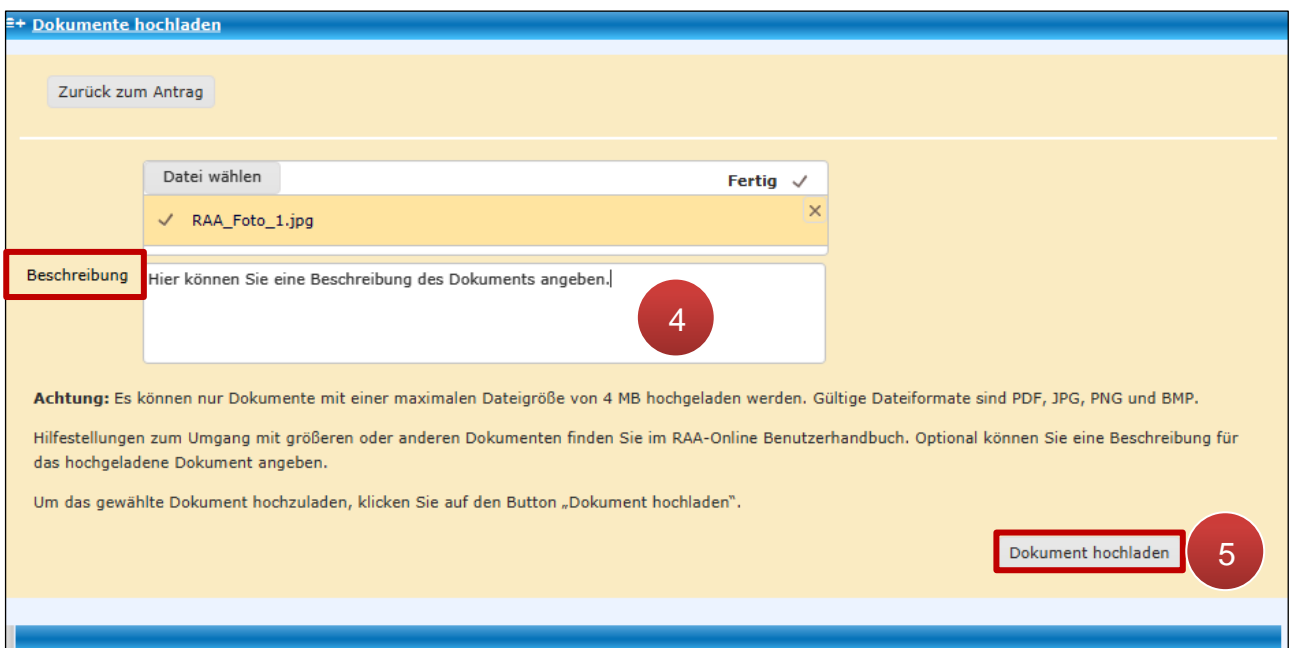 Dokumente hochladen
Zurück zum Antrag
Datei wählen
Fertig
RAA_Foto_1.jpg
Beschreibung
Hier können Sie eine Beschreibung des Dokuments angeben.
4
Achtung: Es können nur Dokumente mit einer maximalen Dateigröße von 4 MB hochgeladen werden. Gültige Dateiformate sind PDF, JPG, PNG und BMP.
Hilfestellungen zum Umgang mit größeren oder anderen Dokumenten finden Sie im RAA-Online Benutzerhandbuch. Optional können Sie eine Beschreibung für
das hochgeladene Dokument angeben.
Um das gewählte Dokument hochzuladen, klicken Sie auf den Button „Dokument hochladen“.
Dokument hochladen
5